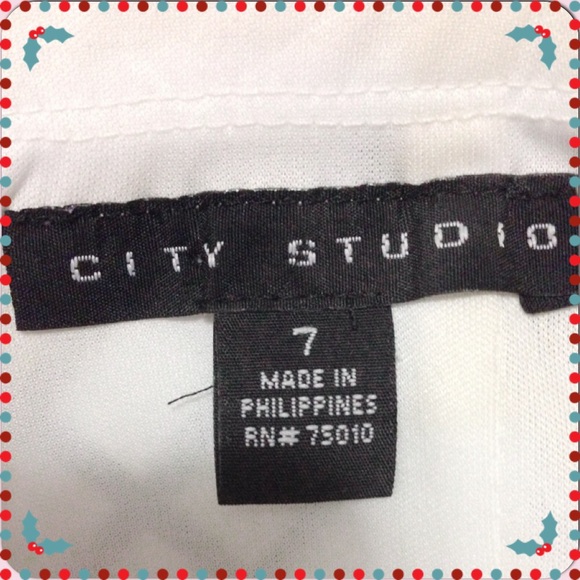 CITY STUDIO
7
MADE IN
PHILIPPINES
RN# 75010